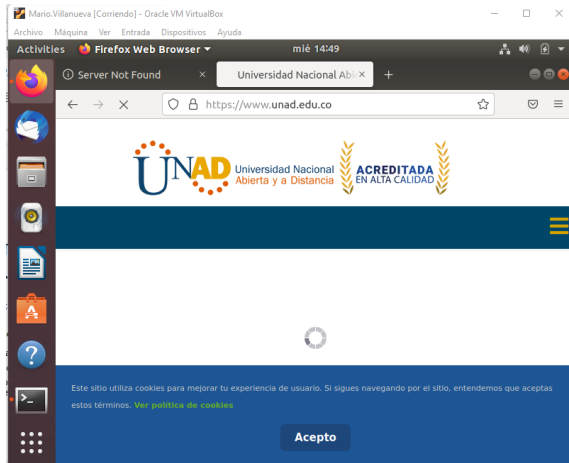 Mario.Villanueva [Corriendo] - Oracle VM VirtualBox
Archivo Máquina Ver Entrada Dispositivos Ayuda
Activities Firefox Web Browser mié 14:49
Server Not Found Universidad Nacional Abi
https://www.unad.edu.co
UNAD Universidad Nacional Abierta y a Distancia
ACREDITADA
EN ALTA CALIDAD
Este sitio utiliza cookies para mejorar tu experiencia de usuario. Si sigues navegando por el sitio, entendemos que aceptas
estos términos. Ver política de cookies
Acepto